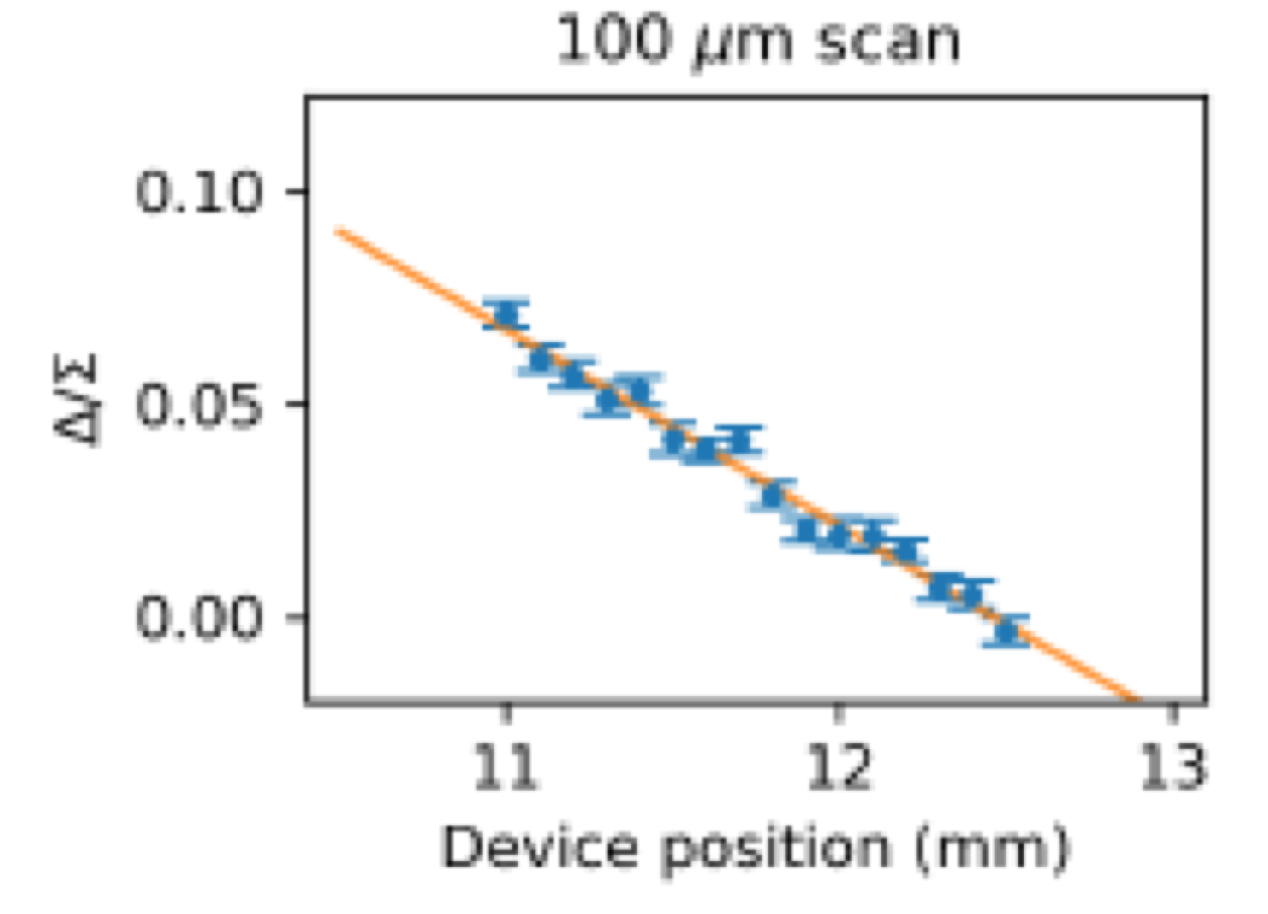 100 μm scan
0.10
0.05
0.00
Δ/Σ
11 12 13
Device position (mm)